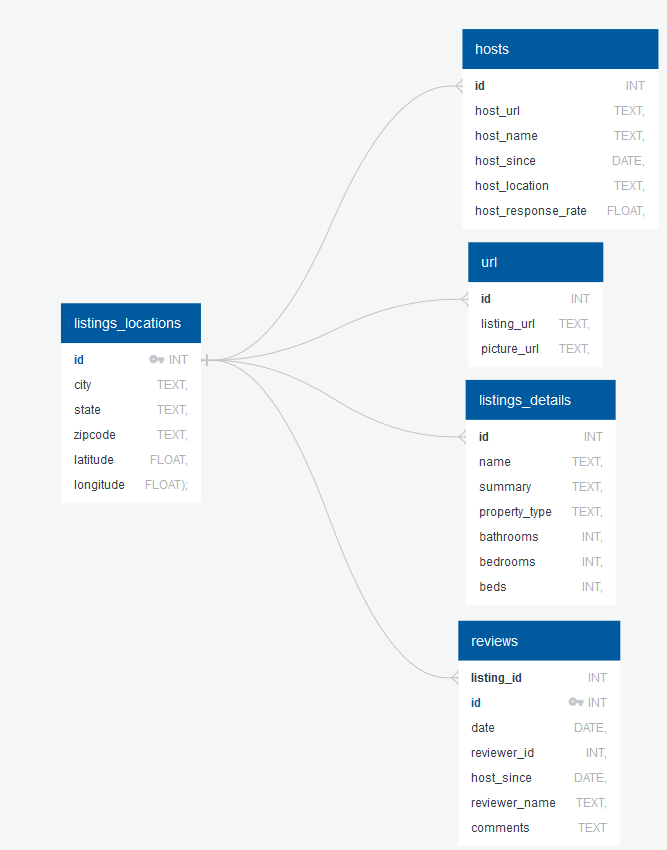 hosts
id INT
host_url TEXT,
host_name TEXT,
host_since DATE,
host_location TEXT,
host_response_rate FLOAT,
url
id INT
listing_url TEXT,
picture_url TEXT,
listings_locations
id INT
city TEXT,
state TEXT,
zipcode TEXT,
latitude FLOAT,
longitude FLOAT);
listings_details
id INT
name TEXT,
summary TEXT,
property_type TEXT,
bathrooms INT,
bedrooms INT,
beds INT,
reviews
listing_id INT
id INT
date DATE,
reviewer_id INT,
host_since DATE,
reviewer_name TEXT,
comments TEXT